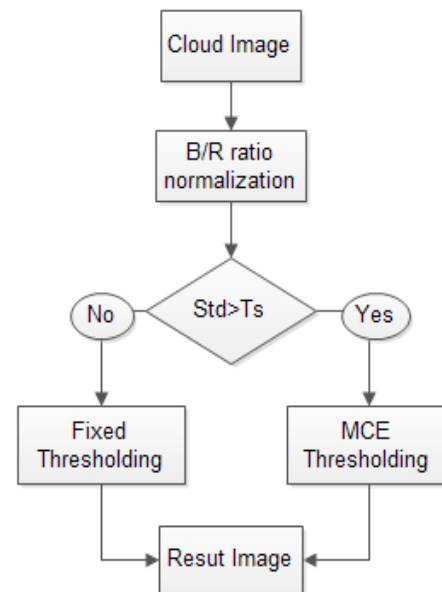 Cloud Image
B/R ratio
normalization
Std>Ts
No
Yes
Fixed
Thresholding
MCE
Thresholding
Resut Image